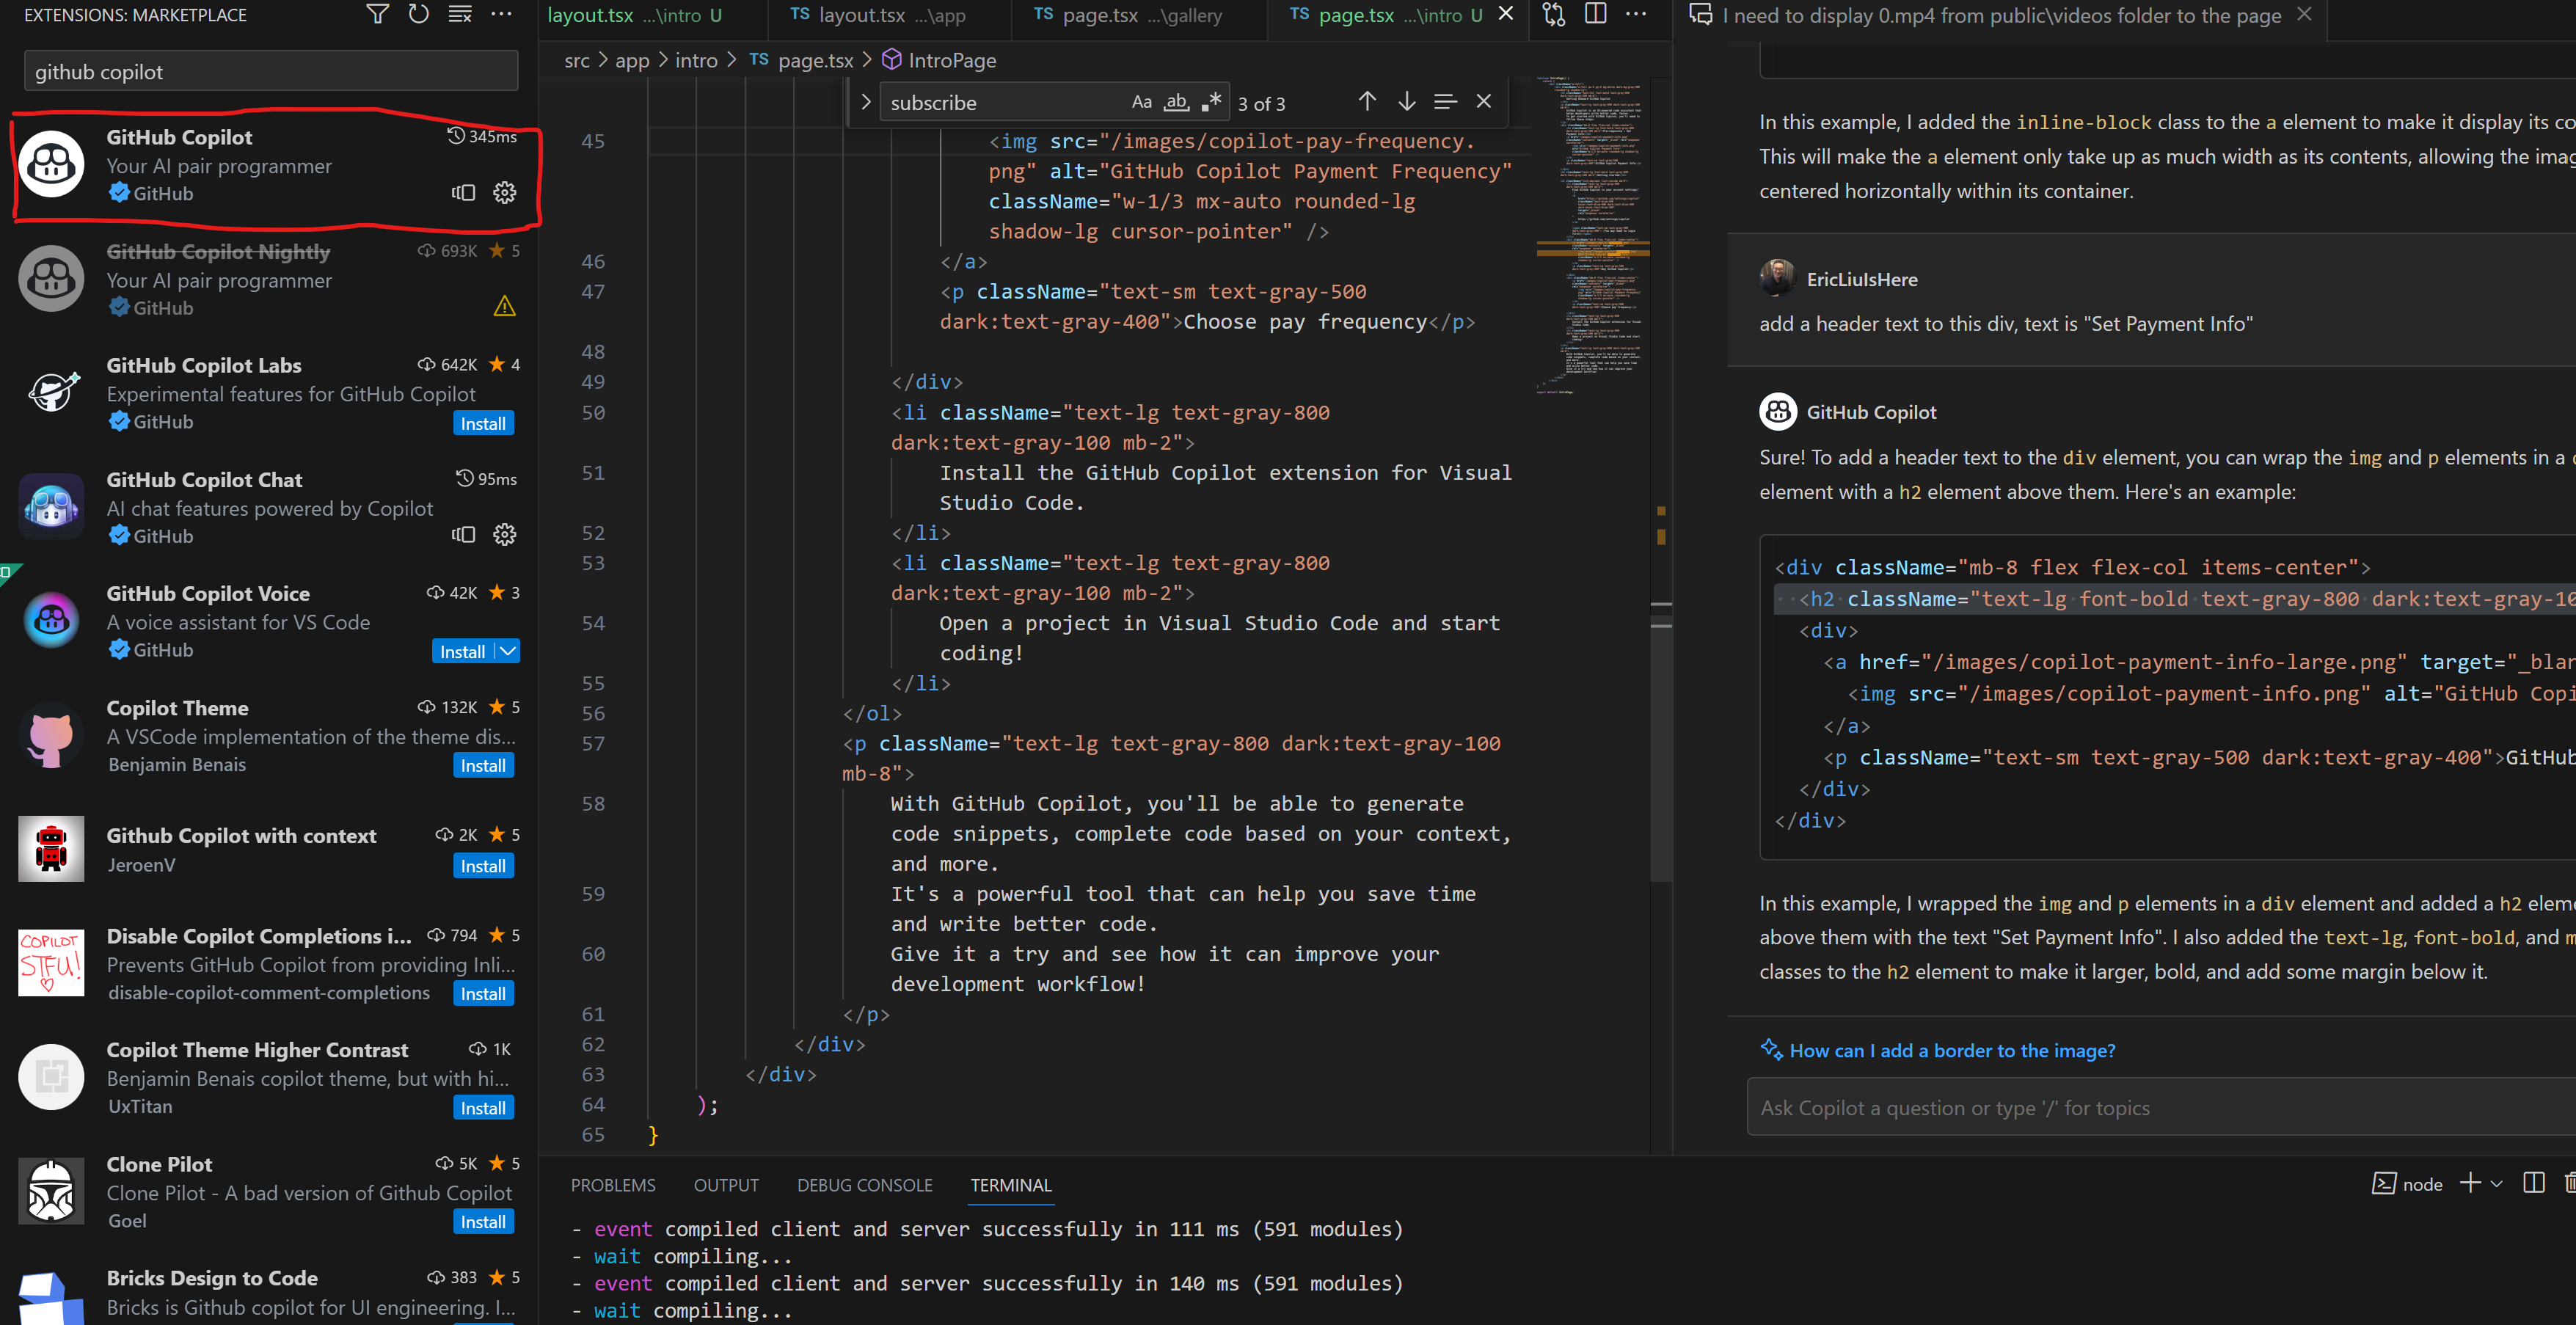 EXTENSIONS: MARKETPLACE
github copilot
GitHub Copilot 345ms
Your AI pair programmer
GitHub
GitHub Copilot Nightly 693K 5
Your AI pair programmer
GitHub
GitHub Copilot Labs 642K 4
Experimental features for GitHub Copilot
GitHub Install
GitHub Copilot Chat 95ms
AI chat features powered by Copilot
GitHub
GitHub Copilot Voice 42K 3
A voice assistant for VS Code
GitHub Install
Copilot Theme 132K 5
A VSCode implementation of the theme dis...
Benjamin Benais Install
Github Copilot with context 2K 5
JeroenV Install
COPILOT
STFU!
Disable Copilot Completions i... 794 5
Prevents GitHub Copilot from providing Inli...
disable-copilot-comment-completions Install
Copilot Theme Higher Contrast 1K
Benjamin Benais copilot theme, but with hi...
UxTitan Install
Clone Pilot 5K 5
Clone Pilot - A bad version of Github Copilot
Goel Install
Bricks Design to Code 383 5
Bricks is Github copilot for UI engineering. I...
layout.tsx ...\intro U TS layout.tsx ...\app TS page.tsx ...\gallery TS page.tsx ...\intro U
src > app > intro > TS page.tsx > IntroPage
subscribe Aa ab 3 of 3
45 <img src="/images/copilot-pay-frequency.
png" alt="GitHub Copilot Payment Frequency"
className="w-1/3 mx-auto rounded-lg
shadow-lg cursor-pointer" />
46 </a>
47 <p className="text-sm text-gray-500
dark:text-gray-400">Choose pay frequency</p>
48
49 </div>
50 <li className="text-lg text-gray-800
dark:text-gray-100 mb-2">
51 Install the GitHub Copilot extension for Visual
Studio Code.
52 </li>
53 <li className="text-lg text-gray-800
dark:text-gray-100 mb-2">
54 Open a project in Visual Studio Code and start
coding!
55 </li>
56 </ol>
57 <p className="text-lg text-gray-800 dark:text-gray-100
mb-8">
58 With GitHub Copilot, you'll be able to generate
code snippets, complete code based on your context,
and more.
59 It's a powerful tool that can help you save time
and write better code.
60 Give it a try and see how it can improve your
development workflow!
61 </p>
62 </div>
63 </div>
64 );
65 }
PROBLEMS OUTPUT DEBUG CONSOLE TERMINAL node
- event compiled client and server successfully in 111 ms (591 modules)
- wait compiling...
- event compiled client and server successfully in 140 ms (591 modules)
- wait compiling...
I need to display 0.mp4 from public\videos folder to the page
In this example, I added the inline-block class to the a element to make it display its co
This will make the a element only take up as much width as its contents, allowing the imag
centered horizontally within its container.
EricLiuIsHere
add a header text to this div, text is "Set Payment Info"
GitHub Copilot
Sure! To add a header text to the div element, you can wrap the img and p elements in a
element with a h2 element above them. Here's an example:
<div className="mb-8 flex flex-col items-center">
<h2 className="text-lg font-bold text-gray-800 dark:text-gray-10
<div>
<a href="/images/copilot-payment-info-large.png" target="_blan
<img src="/images/copilot-payment-info.png" alt="GitHub Copi
</a>
<p className="text-sm text-gray-500 dark:text-gray-400">GitHub
</div>
</div>
In this example, I wrapped the img and p elements in a div element and added a h2 eleme
above them with the text "Set Payment Info". I also added the text-lg, font-bold, and m
classes to the h2 element to make it larger, bold, and add some margin below it.
How can I add a border to the image?
Ask Copilot a question or type '/' for topics